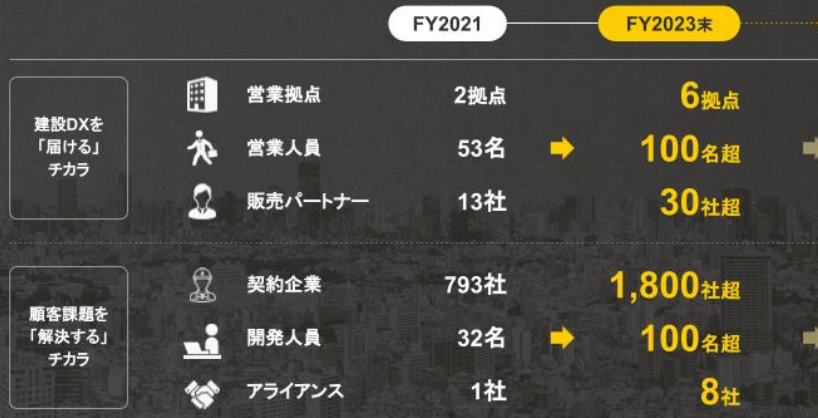 FY2021 FY2023末
建設DXを
「届ける」
チカラ
営業拠点 2拠点 6拠点
営業人員 53名 100名超
販売パートナー 13社 30社超
顧客課題を
「解決する」
チカラ
契約企業 793社 1,800社超
開発人員 32名 100名超
アライアンス 1社 8社